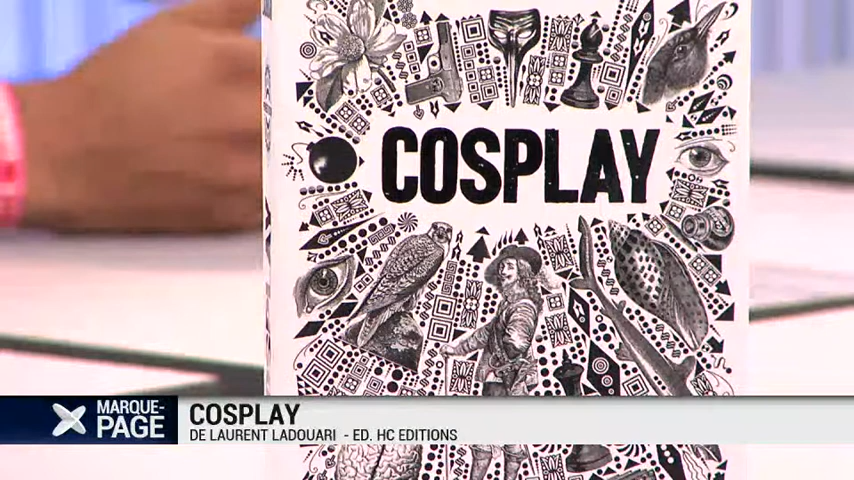 COSPLAY
MARQUE-
PAGE
COSPLAY
DE LAURENT LADOUARI - ED. HC EDITIONS